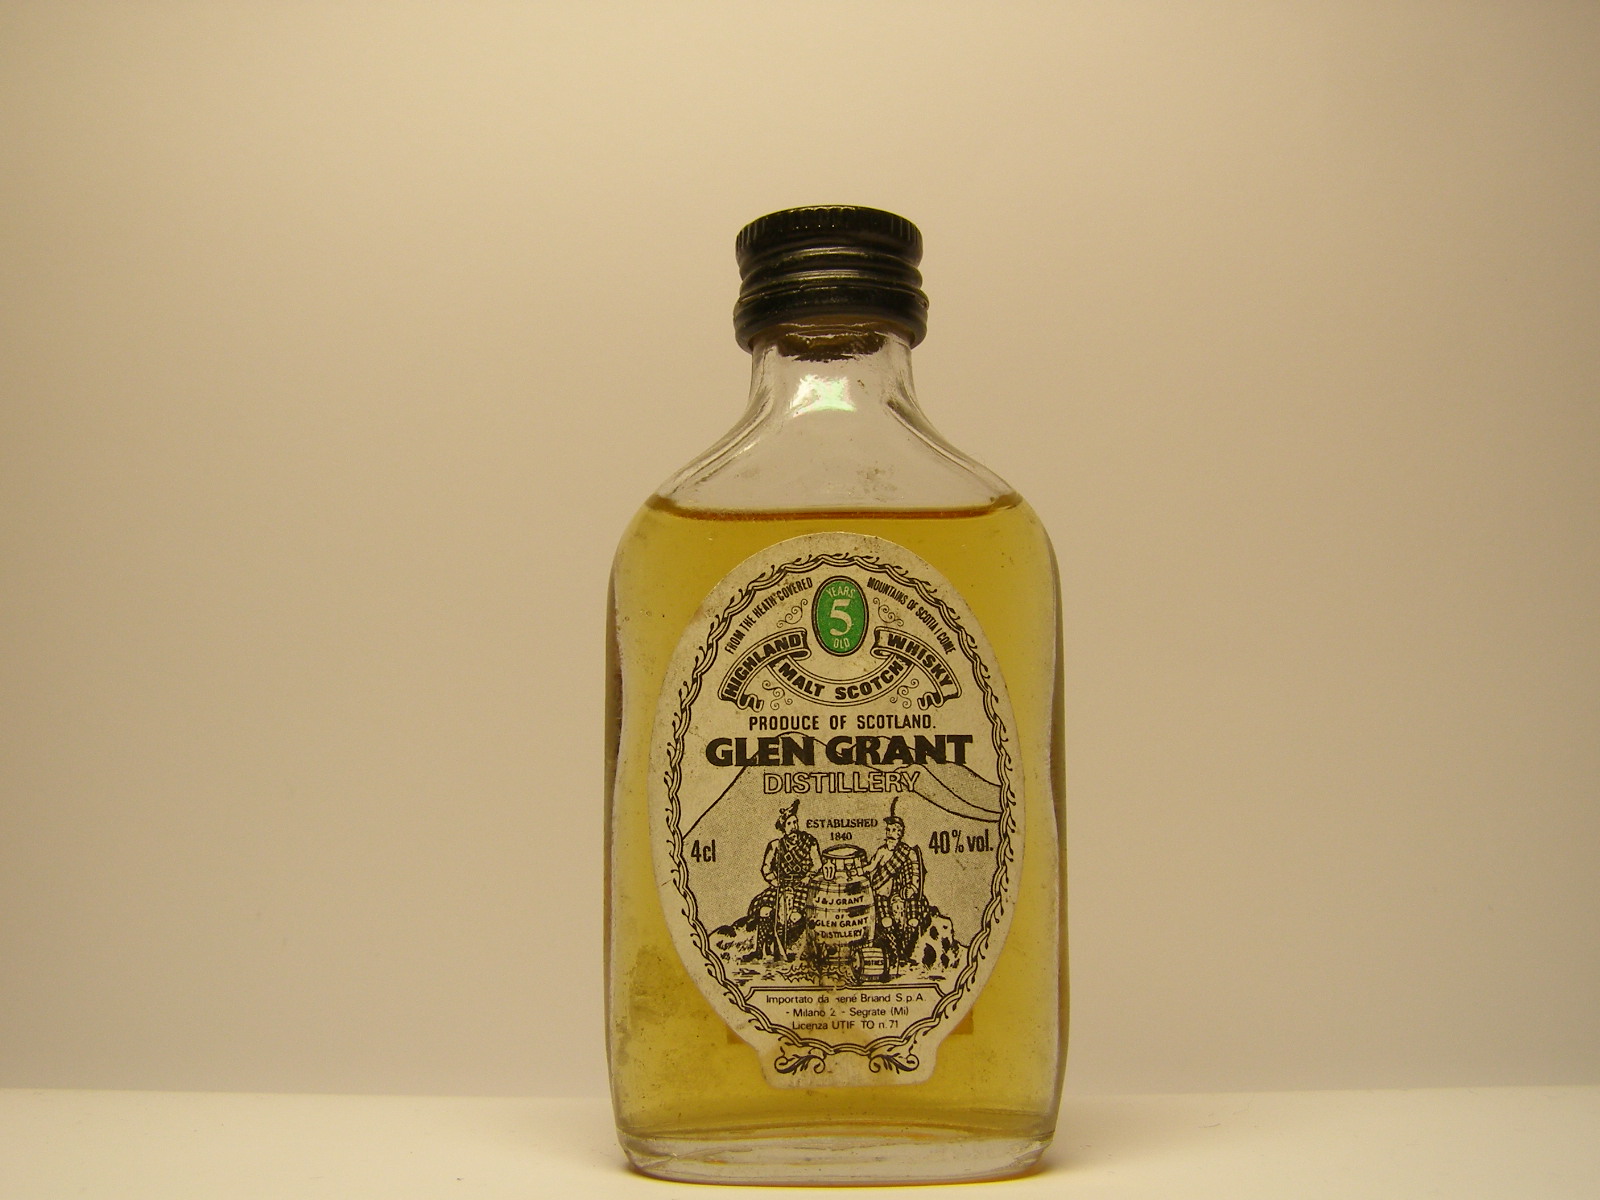 FROM THE HEATH COVERED MOUNTAINS OF SCOTIA I COME
YEARS
5
OLD
HIGHLAND MALT SCOTCH WHISKY
PRODUCE OF SCOTLAND.
GLEN GRANT
DISTILLERY
ESTABLISHED
1840
4cl
40% vol.
J & J GRANT
OF
GLEN GRANT
DISTILLERY
Importato da René Briand S.p.A.
- Milano 2 - Segrate (Mi)
Licenza UTIF TO n. 71